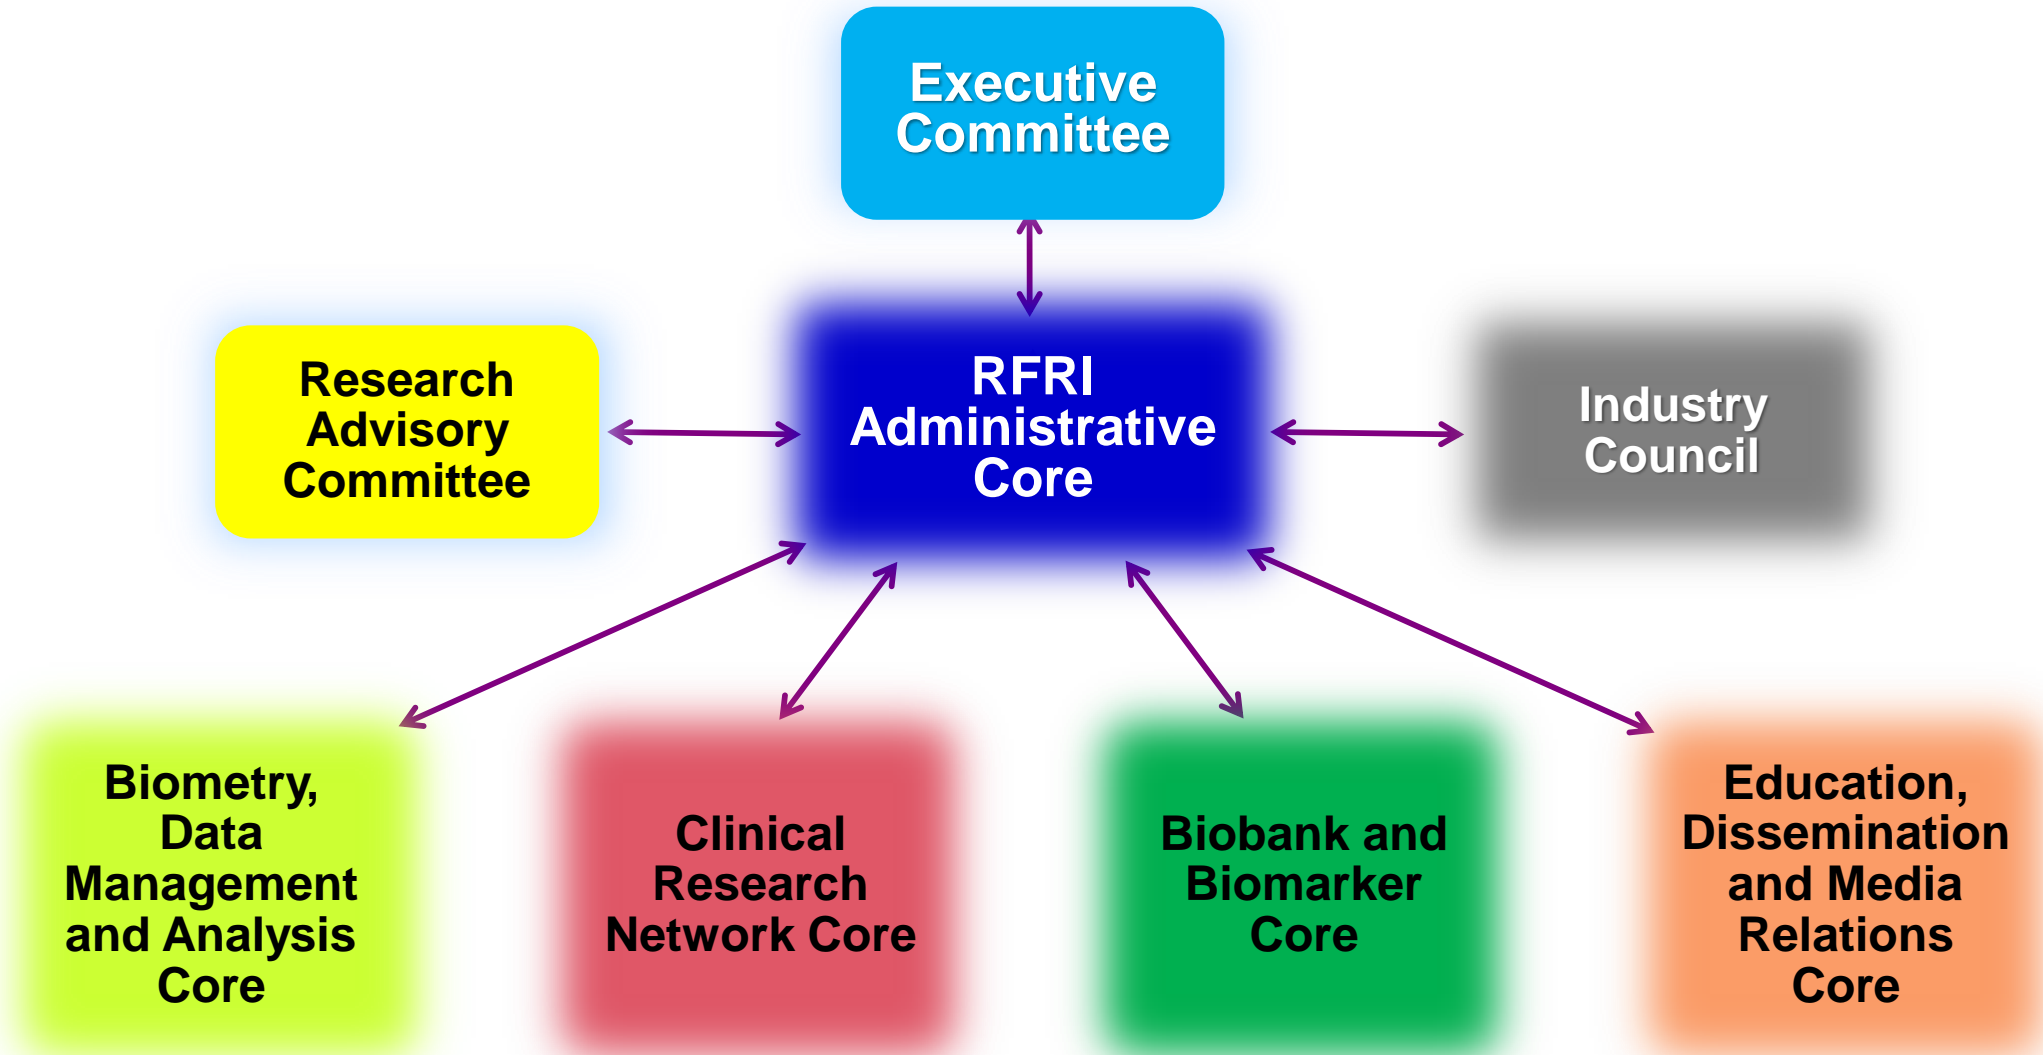 Executive
Committee
Research
Advisory
Committee
RFRI
Administrative
Core
Industry
Council
Biometry,
Data
Management
and Analysis
Core
Clinical
Research
Network Core
Biobank and
Biomarker
Core
Education,
Dissemination
and Media
Relations
Core